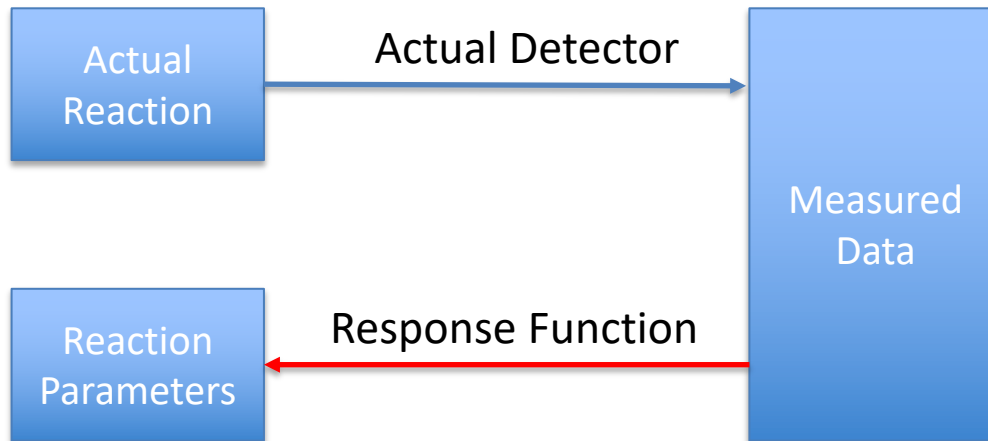 Actual
Reaction
Actual Detector
Measured
Data
Reaction
Parameters
Response Function